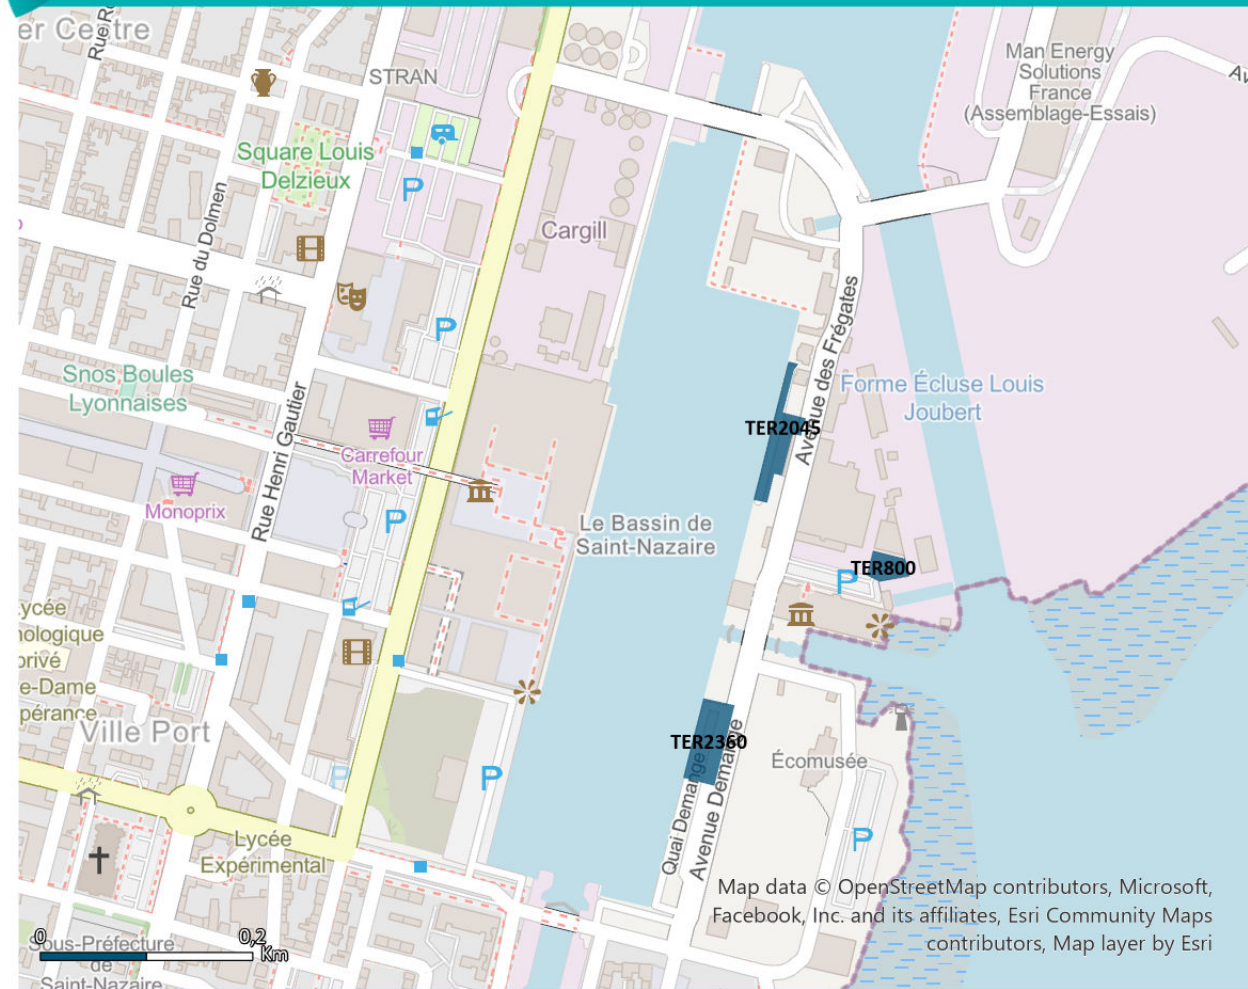 er Centre
STRAN
Man Energy
Solutions
France
(Assemblage-Essais)
Av
Square Louis
Delzieux
Rue du Dolmen
Cargill
Avenue des Frégates
Snos Boules
Lyonnaises
Forme Écluse Louis
Joubert
Rue Henri Gautier
TER2045
Carrefour
Market
Monoprix
Le Bassin de
Saint-Nazaire
TER800
P
P
P
P
P
P
P
ycée
nologique
privé
re-Dame
pérance
Ville Port
TER2360
Quai Demange
Avenue Demange
Écomusée
Lycée
Expérimental
Map data © OpenStreetMap contributors, Microsoft,
Facebook, Inc. and its affiliates, Esri Community Maps
contributors, Map layer by Esri
0
0,2
Km
Sous-Préfecture
de
Saint-Nazaire